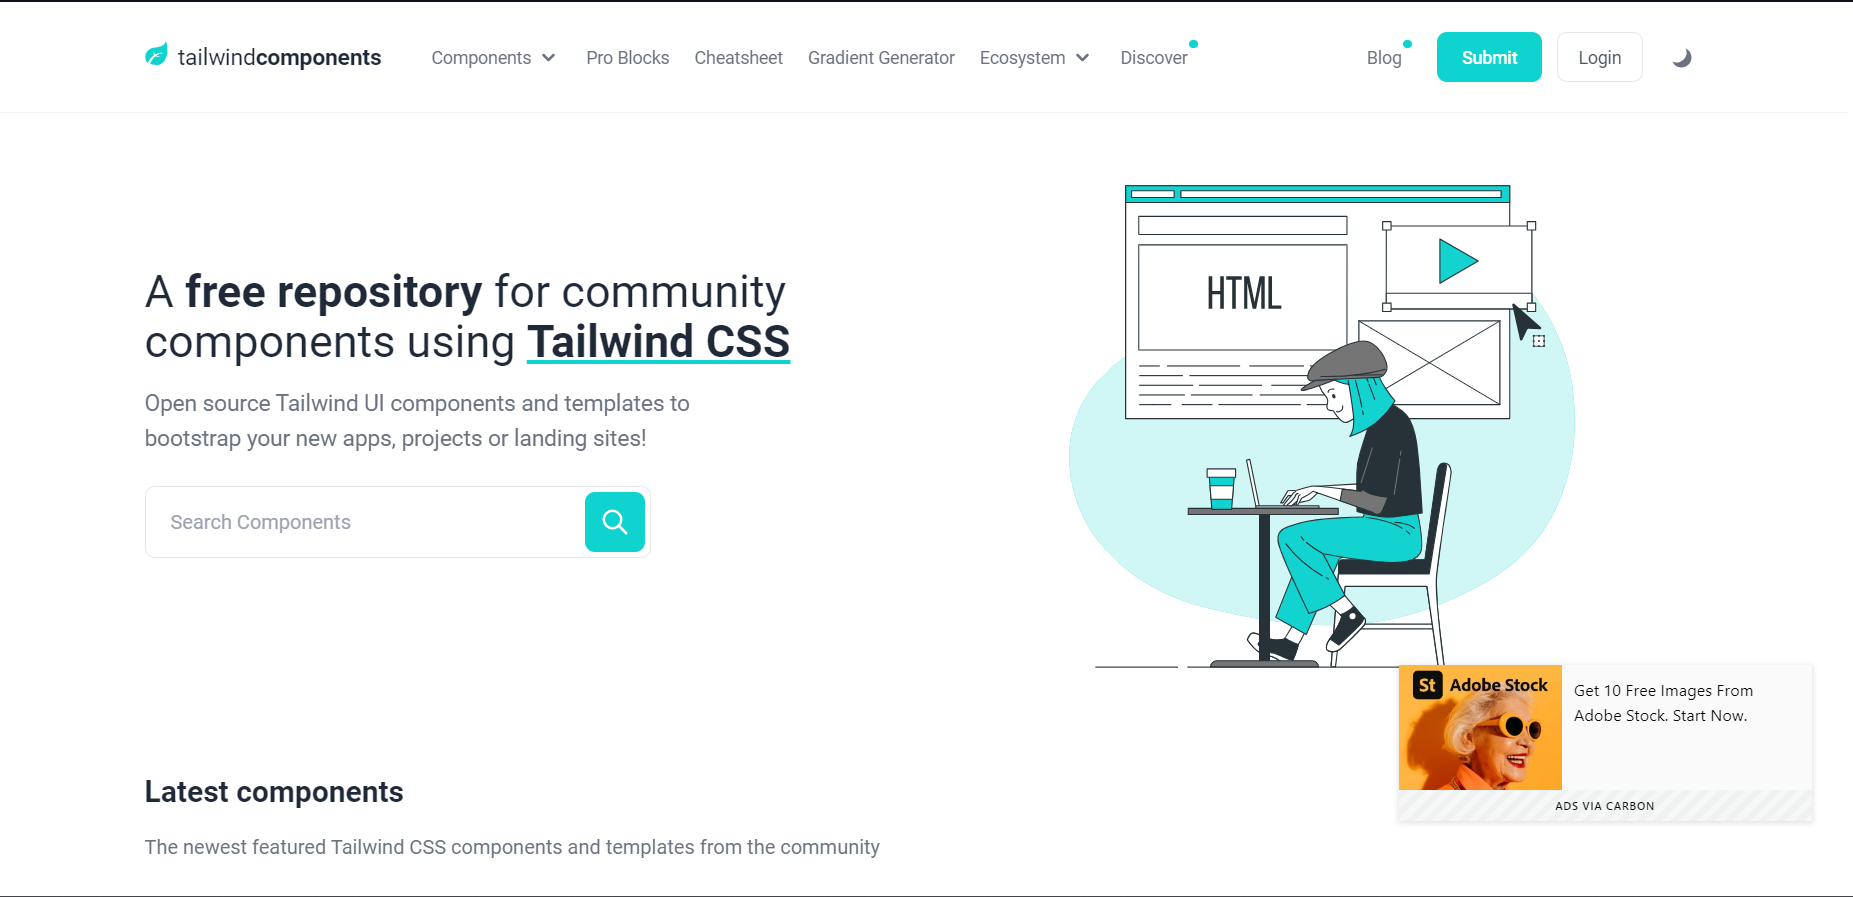 tailwindcomponents
Components
Pro Blocks
Cheatsheet
Gradient Generator
Ecosystem
Discover
Blog
Submit
Login
A free repository for community
components using Tailwind CSS
Open source Tailwind UI components and templates to
bootstrap your new apps, projects or landing sites!
Search Components
HTML
St Adobe Stock
Get 10 Free Images From
Adobe Stock. Start Now.
ADS VIA CARBON
Latest components
The newest featured Tailwind CSS components and templates from the community